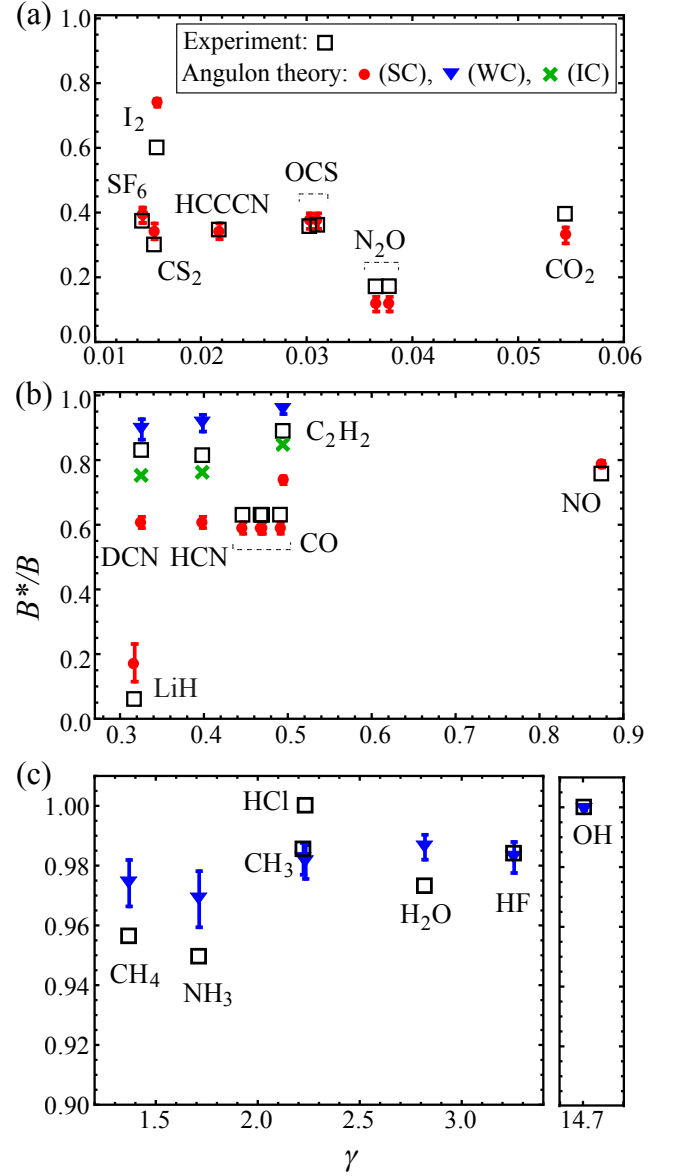 (a)
Experiment:
Angulon theory: (SC), (WC), (IC)
1.0
0.8
0.6
0.4
0.2
0.0
I₂
SF₆
CS₂
HCCCN
OCS
N₂O
CO₂
0.01 0.02 0.03 0.04 0.05 0.06
(b)
1.0
0.8
0.6
0.4
0.2
0.0
B*/B
C₂H₂
NO
DCN HCN CO
LiH
0.3 0.4 0.5 0.6 0.7 0.8 0.9
(c)
1.00
0.98
0.96
0.94
0.92
0.90
HCl
CH₃
OH
H₂O
HF
CH₄
NH₃
1.5 2.0 2.5 3.0 14.7
γ